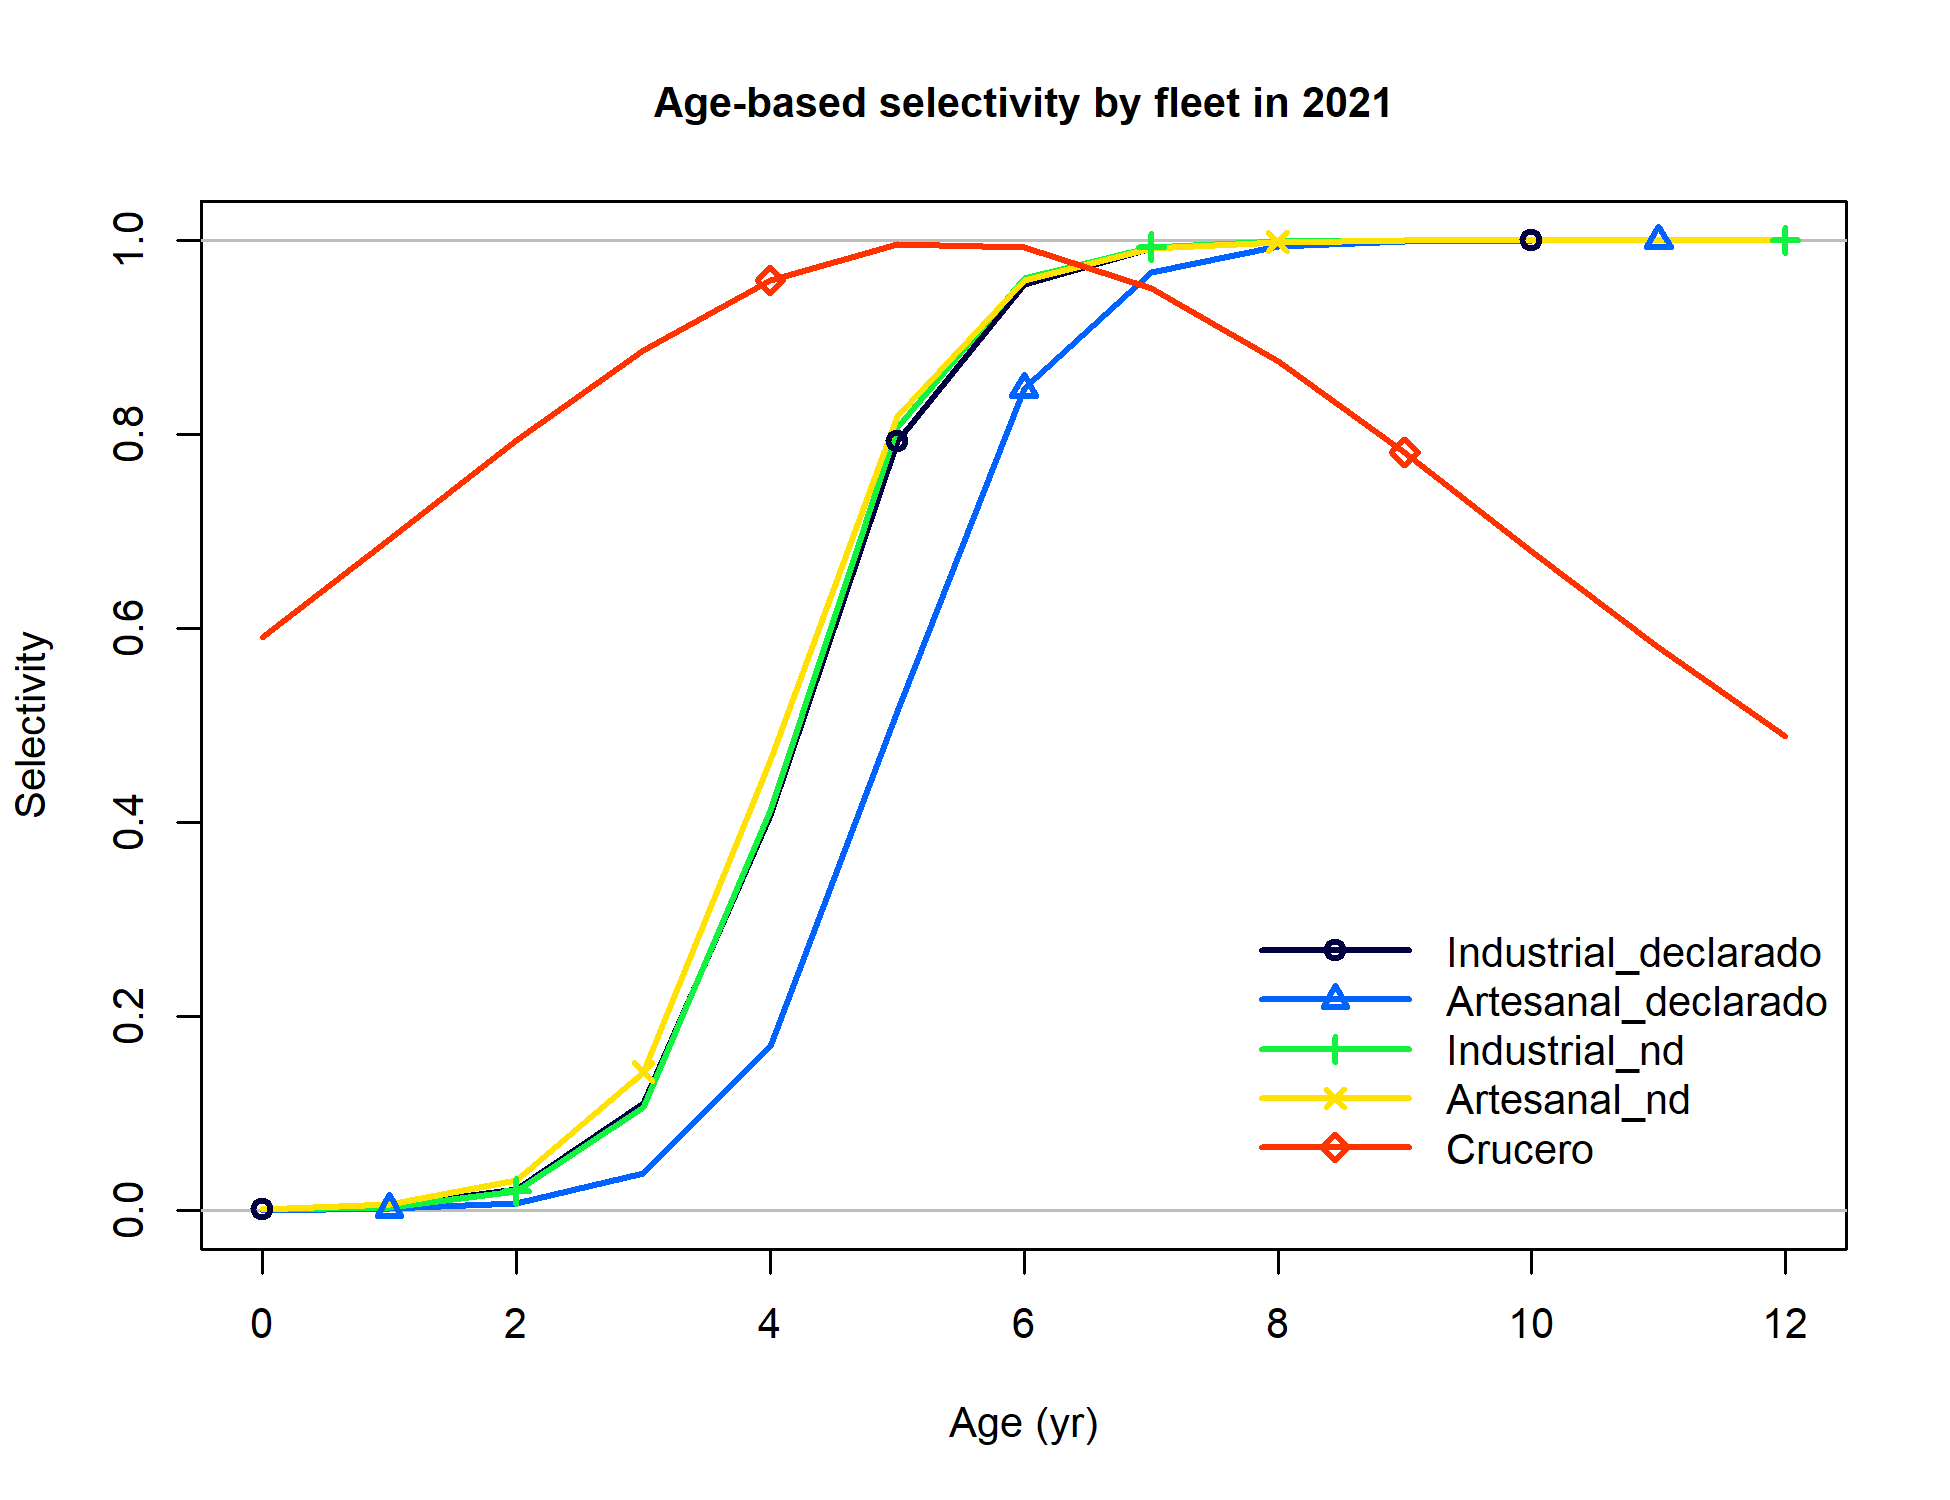 Age-based selectivity by fleet in 2021
Selectivity
1.0
0.8
0.6
0.4
0.2
0.0
Industrial_declarado
Artesanal_declarado
Industrial_nd
Artesanal_nd
Crucero
0 2 4 6 8 10 12
Age (yr)